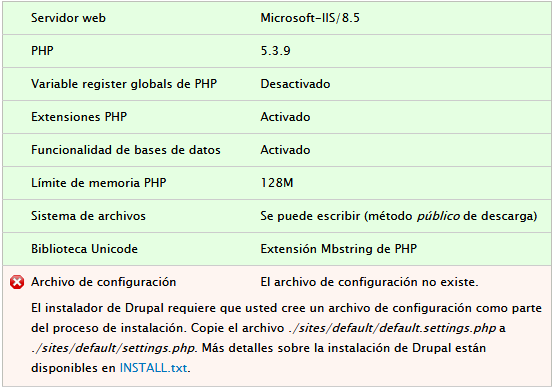 Servidor web Microsoft-IIS/8.5
PHP 5.3.9
Variable register globals de PHP Desactivado
Extensiones PHP Activado
Funcionalidad de bases de datos Activado
Límite de memoria PHP 128M
Sistema de archivos Se puede escribir (método público de descarga)
Biblioteca Unicode Extensión Mbstring de PHP
Archivo de configuración El archivo de configuración no existe.
El instalador de Drupal requiere que usted cree un archivo de configuración como parte
del proceso de instalación. Copie el archivo ./sites/default/default.settings.php a
./sites/default/settings.php. Más detalles sobre la instalación de Drupal están
disponibles en INSTALL.txt.